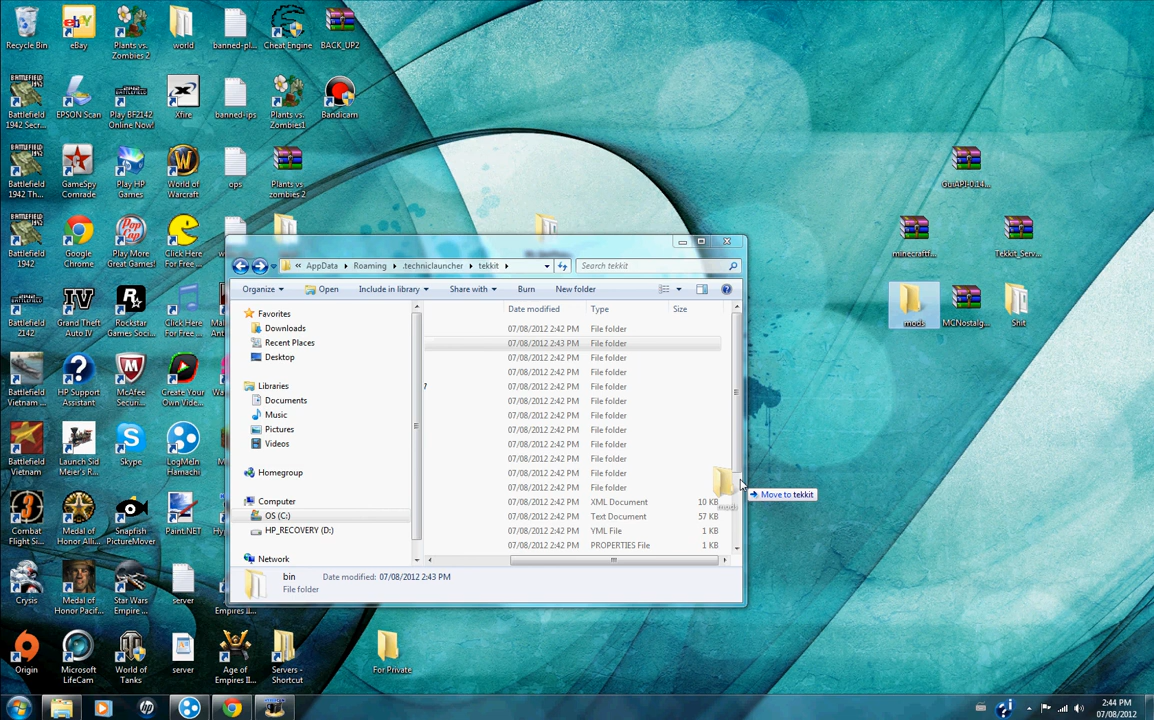 Recycle Bin
eBay
Plants vs. Zombies 2
world
banned-pl...
Cheat Engine
BACK_UP2
Battlefield 1942 Secr...
EPSON Scan
Play BF2142 Online Now!
Xfire
banned-ips
Plants vs. Zombies1
Bandicam
Battlefield 1942 Th...
GameSpy Comrade
Play HP Games
World of Warcraft
ops
Plants vs zombies 2
GuiAPI-0.14...
Battlefield 1942
Google Chrome
Play More Great Games!
Click Here For Free ...
minecraftf...
Tekkit_Serv...
Battlefield 2142
Grand Theft Auto IV
Rockstar Games Soci...
Click Here For Free ...
mods
MCNostalg...
Shit
Battlefield Vietnam ...
HP Support Assistant
McAfee Securi...
Create Your Own Vide...
Battlefield Vietnam
Launch Sid Meier's R...
Skype
LogMeIn Hamachi
Combat Flight Si...
Medal of Honor Alli...
Snapfish PictureMover
Paint.NET
Crysis
Medal of Honor Pacif...
Star Wars Empire ...
server
Empires II...
Origin
Microsoft LifeCam
World of Tanks
server
Age of Empires II...
Servers - Shortcut
For Private
« AppData ▸ Roaming ▸ .techniclauncher ▸ tekkit ▸
Search tekkit
Organize
Open
Include in library
Share with
Burn
New folder
Favorites
Downloads
Recent Places
Desktop
Libraries
Documents
Music
Pictures
Videos
Homegroup
Computer
OS (C:)
HP_RECOVERY (D:)
Network
Date modified Type Size
07/08/2012 2:42 PM File folder
07/08/2012 2:43 PM File folder
07/08/2012 2:42 PM File folder
07/08/2012 2:42 PM File folder
7 07/08/2012 2:42 PM File folder
07/08/2012 2:42 PM File folder
07/08/2012 2:42 PM File folder
07/08/2012 2:42 PM File folder
07/08/2012 2:42 PM File folder
07/08/2012 2:42 PM File folder
07/08/2012 2:42 PM File folder
07/08/2012 2:42 PM File folder
07/08/2012 2:42 PM XML Document 10 KB
07/08/2012 2:42 PM Text Document 57 KB
07/08/2012 2:42 PM YML File 1 KB
07/08/2012 2:42 PM PROPERTIES File 1 KB
mods
Move to tekkit
bin Date modified: 07/08/2012 2:43 PM
File folder
2:44 PM
07/08/2012